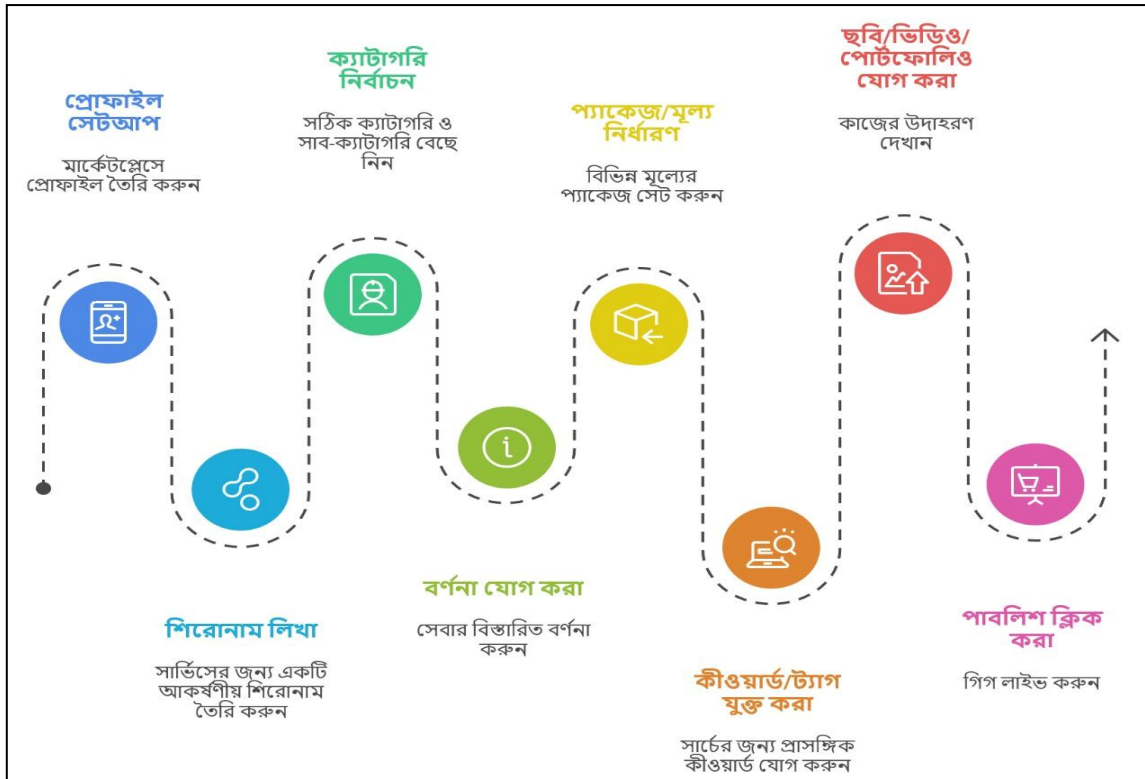 প্রোফাইল
সেটআপ
মার্কেটপ্লেসে
প্রোফাইল তৈরি করুন
শিরোনাম লিখা
সার্ভিসের জন্য একটি
আকর্ষণীয় শিরোনাম
তৈরি করুন
ক্যাটাগরি
নির্বাচন
সঠিক ক্যাটাগরি ও
সাব-ক্যাটাগরি বেছে
নিন
বর্ণনা যোগ করা
সেবার বিস্তারিত বর্ণনা
করুন
প্যাকেজ/মূল্য
নির্ধারণ
বিভিন্ন মূল্যের
প্যাকেজ সেট করুন
কীওয়ার্ড/ট্যাগ
যুক্ত করা
সার্চের জন্য প্রাসঙ্গিক
কীওয়ার্ড যোগ করুন
ছবি/ভিডিও/
পোর্টফোলিও
যোগ করা
কাজের উদাহরণ
দেখান
পাবলিশ ক্লিক
করা
গিগ লাইভ করুন